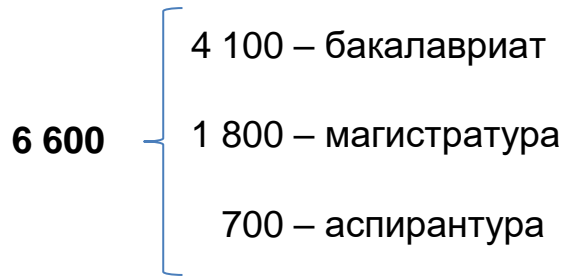 4 100 – бакалавриат
6 600
1 800 – магистратура
700 – аспирантура